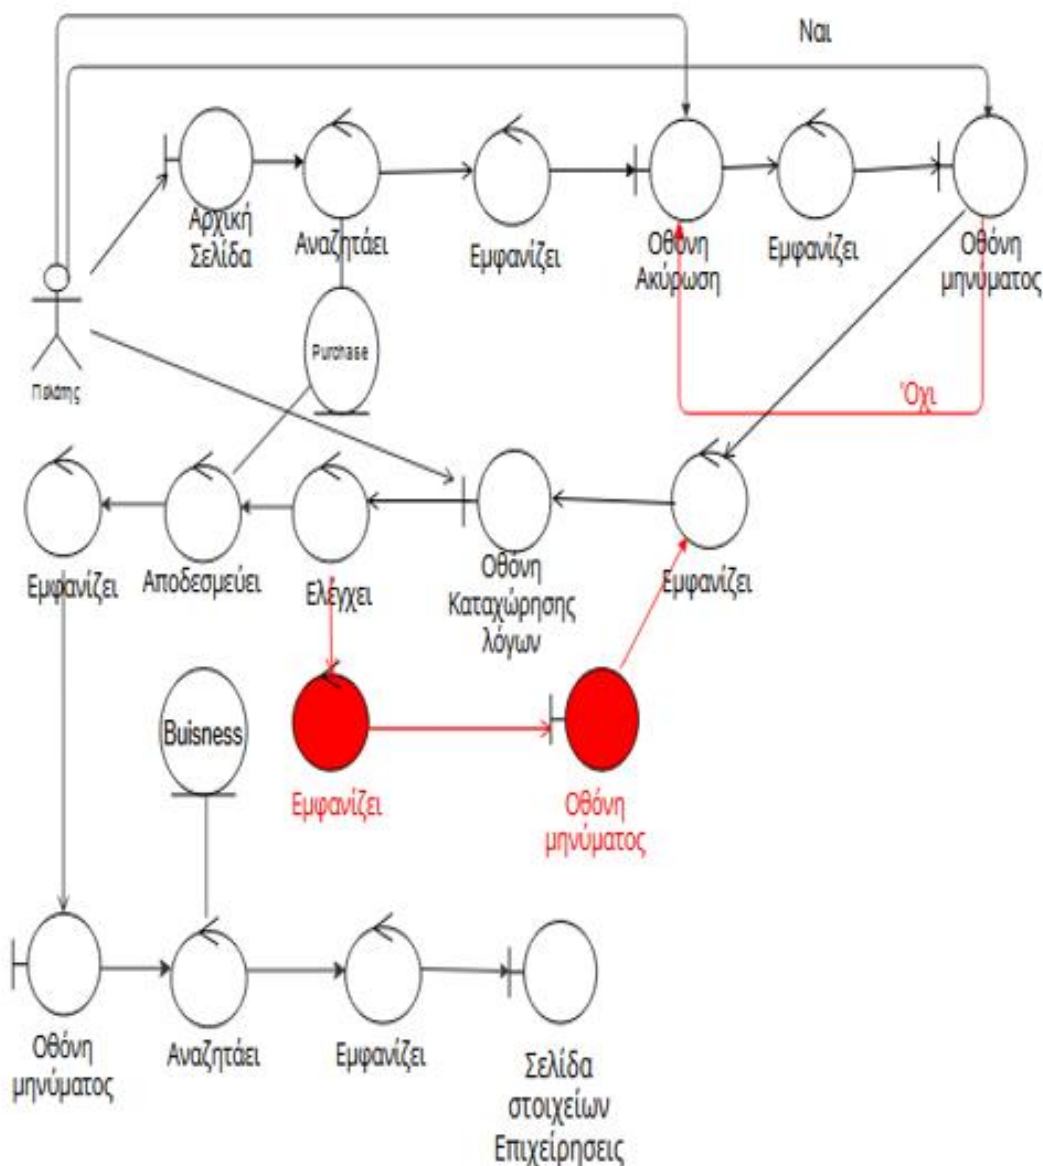 Ναι
Αρχική
Σελίδα
Αναζητάει
Εμφανίζει
Οθόνη
Ακύρωση
Εμφανίζει
Οθόνη
μηνύματος
Πελάτης
Purchase
'Οχι
Εμφανίζει
Αποδεσμεύει
Ελέγχει
Οθόνη
Καταχώρησης
λόγων
Εμφανίζει
Buisness
Εμφανίζει
Οθόνη
μηνύματος
Οθόνη
μηνύματος
Αναζητάει
Εμφανίζει
Σελίδα
στοιχείων
Επιχείρησεις